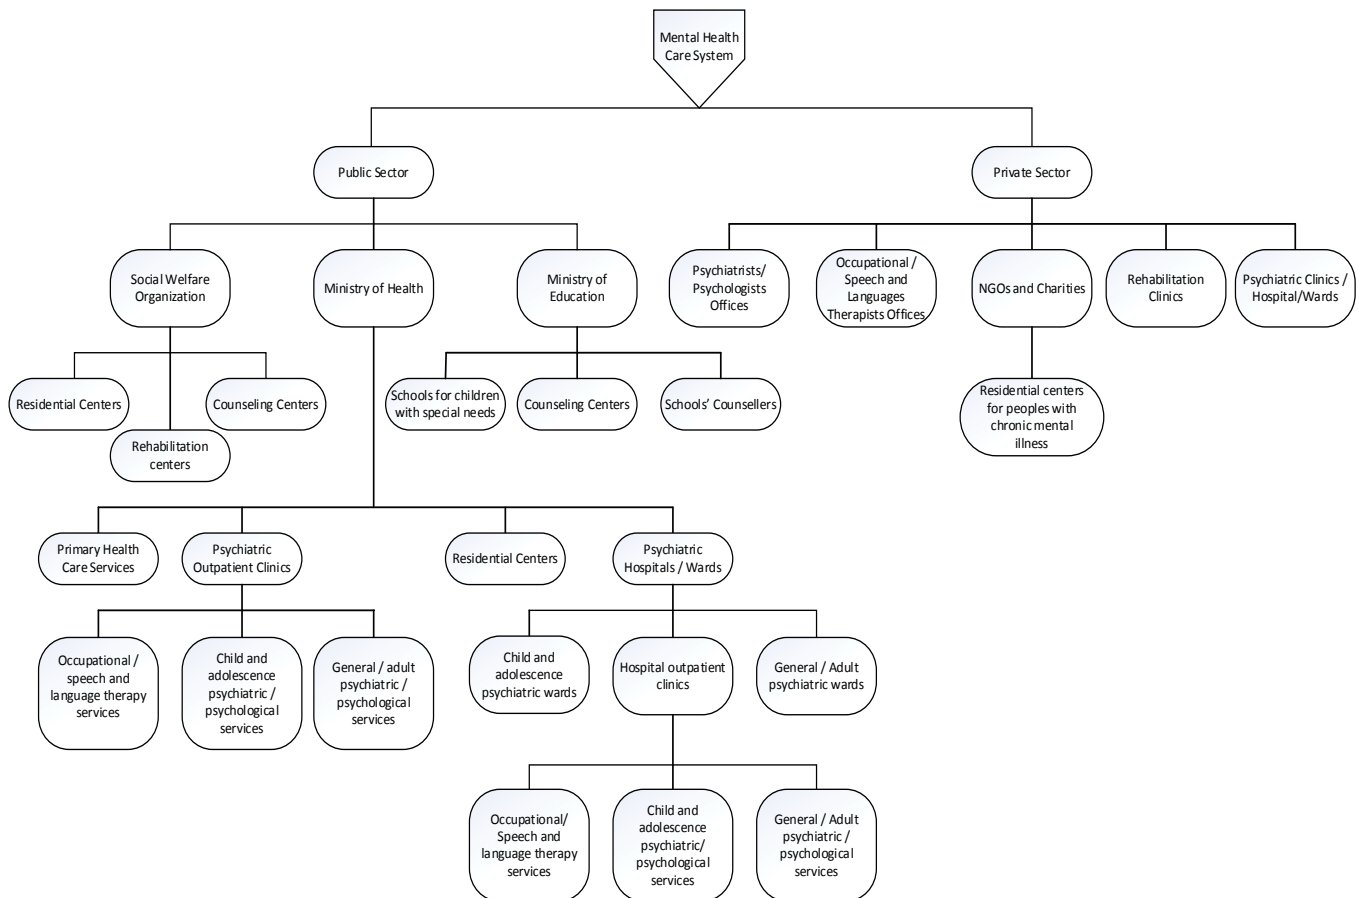 Mental Health
Care System
Public Sector
Private Sector
Social Welfare
Organization
Ministry of Health
Ministry of
Education
Psychiatrists/
Psychologists
Offices
Occupational /
Speech and
Languages
Therapists Offices
NGOs and Charities
Rehabilitation
Clinics
Psychiatric Clinics /
Hospital/Wards
Residential Centers
Rehabilitation
centers
Counseling Centers
Schools for children
with special needs
Counseling Centers
Schools' Counsellers
Residential centers
for peoples with
chronic mental
illness
Primary Health
Care Services
Psychiatric
Outpatient Clinics
Residential Centers
Psychiatric
Hospitals / Wards
Occupational /
speech and
language therapy
services
Child and
adolescence
psychiatric /
psychological
services
General / adult
psychiatric /
psychological
services
Child and
adolescence
psychiatric wards
Hospital outpatient
clinics
General / Adult
psychiatric wards
Occupational/
Speech and
language therapy
services
Child and
adolescence
psychiatric/
psychological
services
General / Adult
psychiatric /
psychological
services